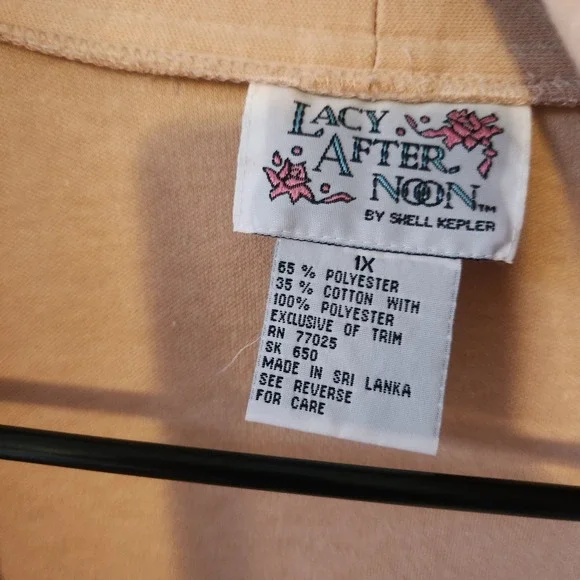 LACY
AFTER
NOON™
BY SHELL KEPLER
1X
65 % POLYESTER
35 % COTTON WITH
100% POLYESTER
EXCLUSIVE OF TRIM
RN 77025
SK 650
MADE IN SRI LANKA
SEE REVERSE
FOR CARE